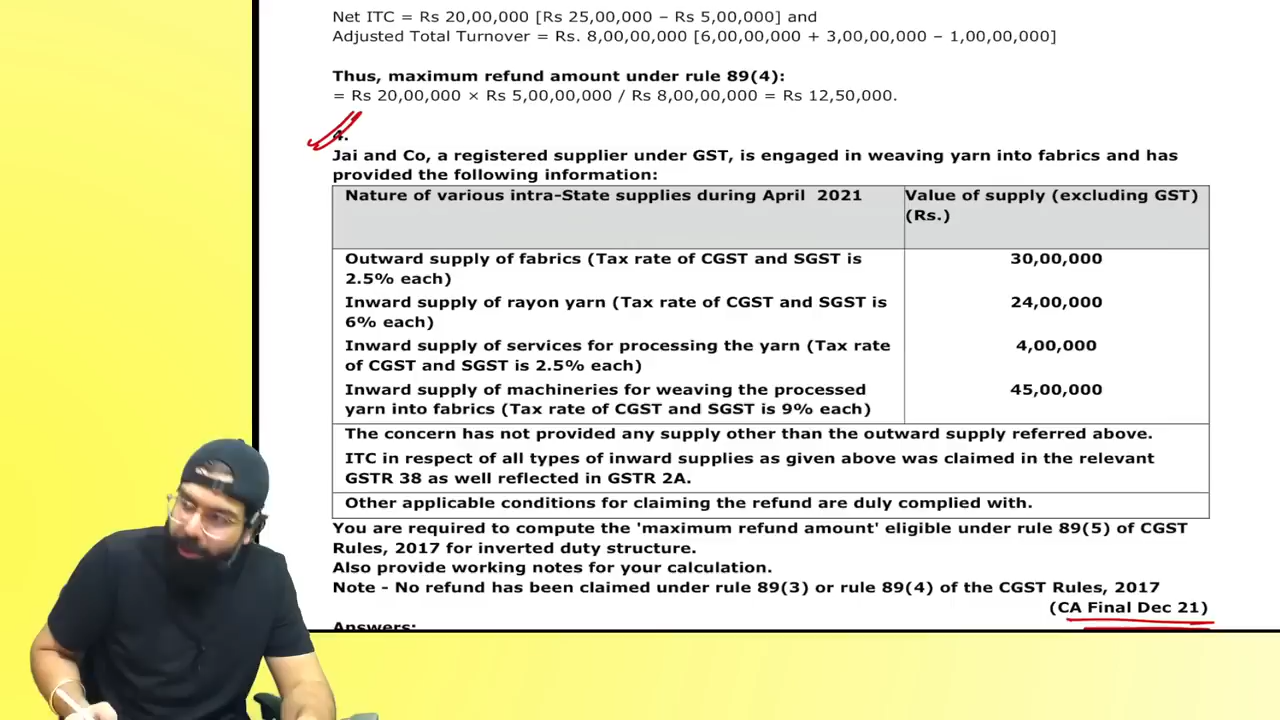 Net ITC = Rs 20,00,000 [Rs 25,00,000 – Rs 5,00,000] and
Adjusted Total Turnover = Rs. 8,00,00,000 [6,00,00,000 + 3,00,00,000 – 1,00,00,000]
Thus, maximum refund amount under rule 89(4):
= Rs 20,00,000 × Rs 5,00,00,000 / Rs 8,00,00,000 = Rs 12,50,000.
4.
Jai and Co, a registered supplier under GST, is engaged in weaving yarn into fabrics and has
provided the following information:
Nature of various intra-State supplies during April 2021
Value of supply (excluding GST)
(Rs.)
Outward supply of fabrics (Tax rate of CGST and SGST is
2.5% each)
30,00,000
Inward supply of rayon yarn (Tax rate of CGST and SGST is
6% each)
24,00,000
Inward supply of services for processing the yarn (Tax rate
of CGST and SGST is 2.5% each)
4,00,000
Inward supply of machineries for weaving the processed
yarn into fabrics (Tax rate of CGST and SGST is 9% each)
45,00,000
The concern has not provided any supply other than the outward supply referred above.
ITC in respect of all types of inward supplies as given above was claimed in the relevant
GSTR 38 as well reflected in GSTR 2A.
Other applicable conditions for claiming the refund are duly complied with.
You are required to compute the 'maximum refund amount' eligible under rule 89(5) of CGST
Rules, 2017 for inverted duty structure.
Also provide working notes for your calculation.
Note - No refund has been claimed under rule 89(3) or rule 89(4) of the CGST Rules, 2017
(CA Final Dec 21)
Answers: